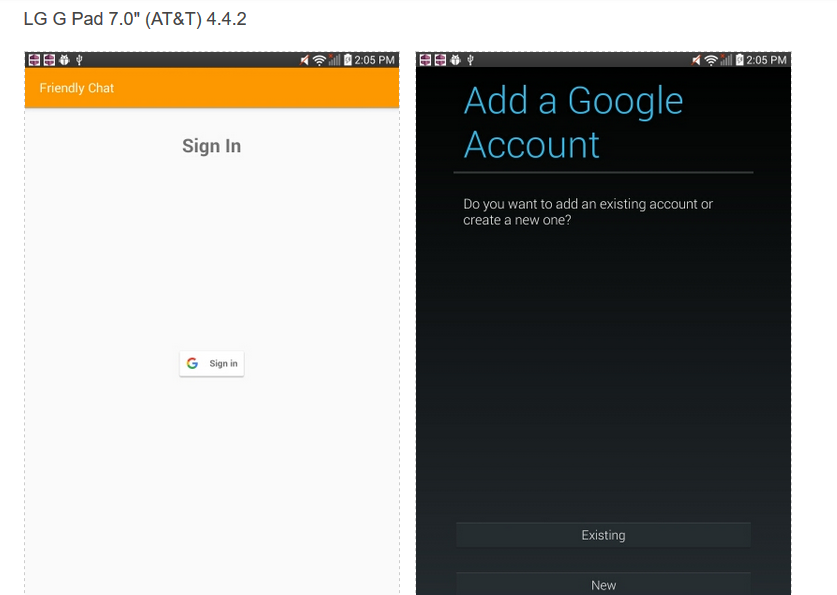 LG G Pad 7.0" (AT&T) 4.4.2
2:05 PM
Friendly Chat
Sign In
Sign in
2:05 PM
Add a Google
Account
Do you want to add an existing account or
create a new one?
Existing
New